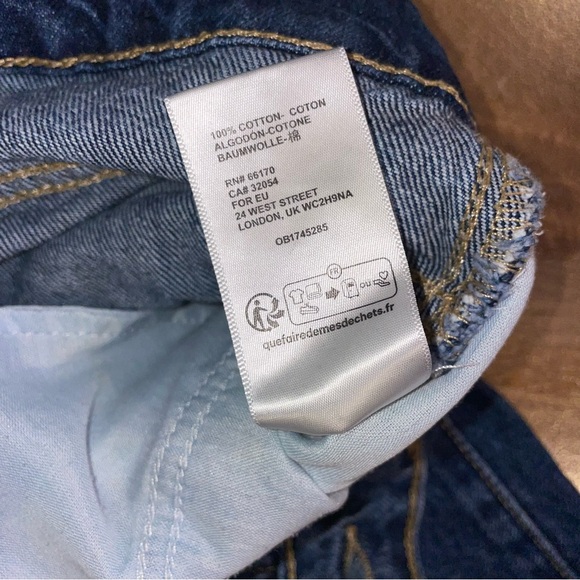 100% COTTON- COTON
ALGODÓN-COTONE
BAUMWOLLE-棉
RN# 66170
CA# 32054
FOR EU
24 WEST STREET
LONDON, UK WC2H9NA
OB1745285
FR
ou
quefairedemesdechets.fr